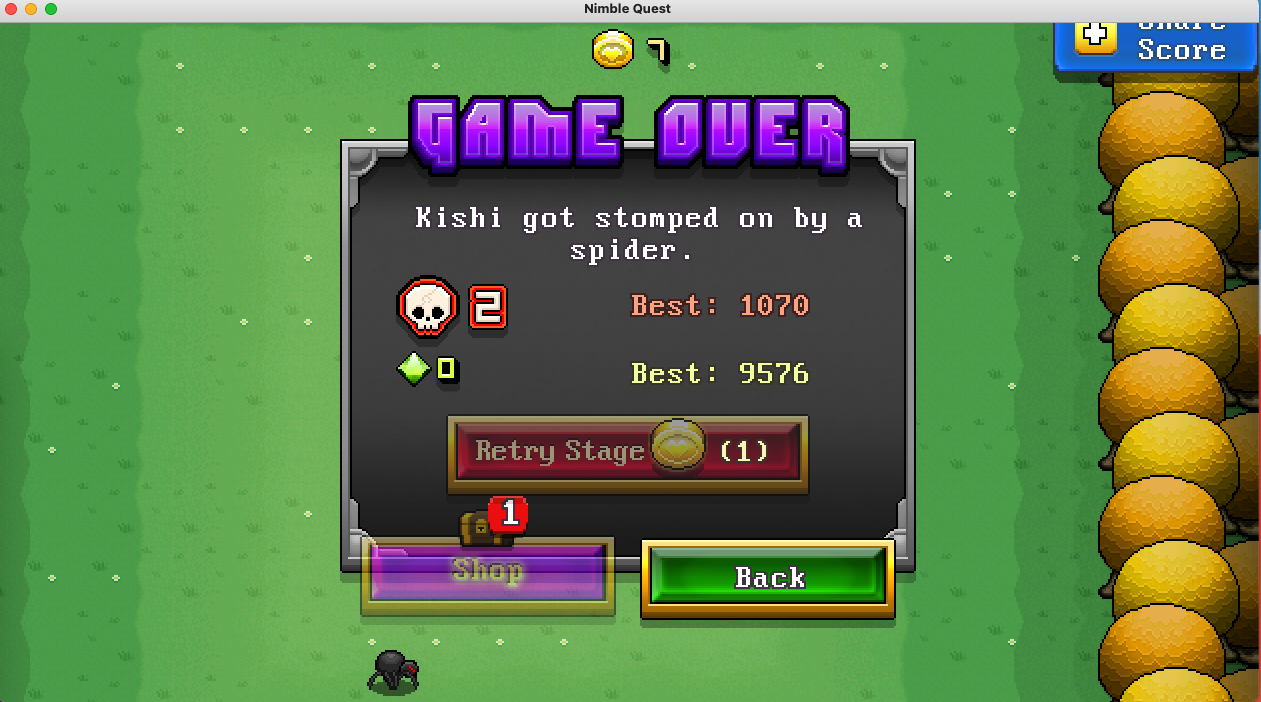 Nimble Quest
7
Share
Score
GAME OVER
Kishi got stomped on by a
spider.
2
Best: 1070
0
Best: 9576
Retry Stage (1)
1
Shop
Back